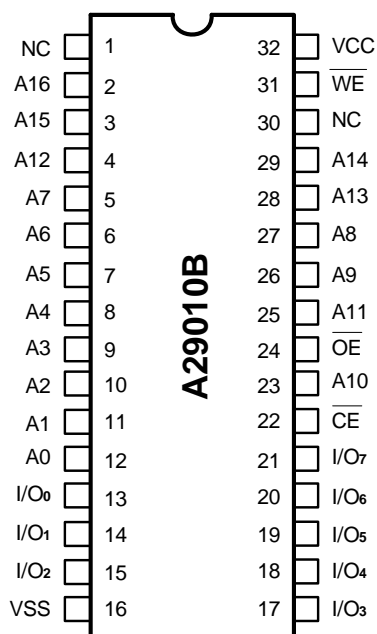 NC 1 32 VCC
A16 2 31 W̅E̅
A15 3 30 NC
A12 4 29 A14
A7 5 28 A13
A6 6 27 A8
A5 7 26 A9
A4 8 25 A11
A3 9 24 O̅E̅
A2 10 23 A10
A1 11 22 C̅E̅
A0 12 21 I/O7
I/O0 13 20 I/O6
I/O1 14 19 I/O5
I/O2 15 18 I/O4
VSS 16 17 I/O3
A29010B